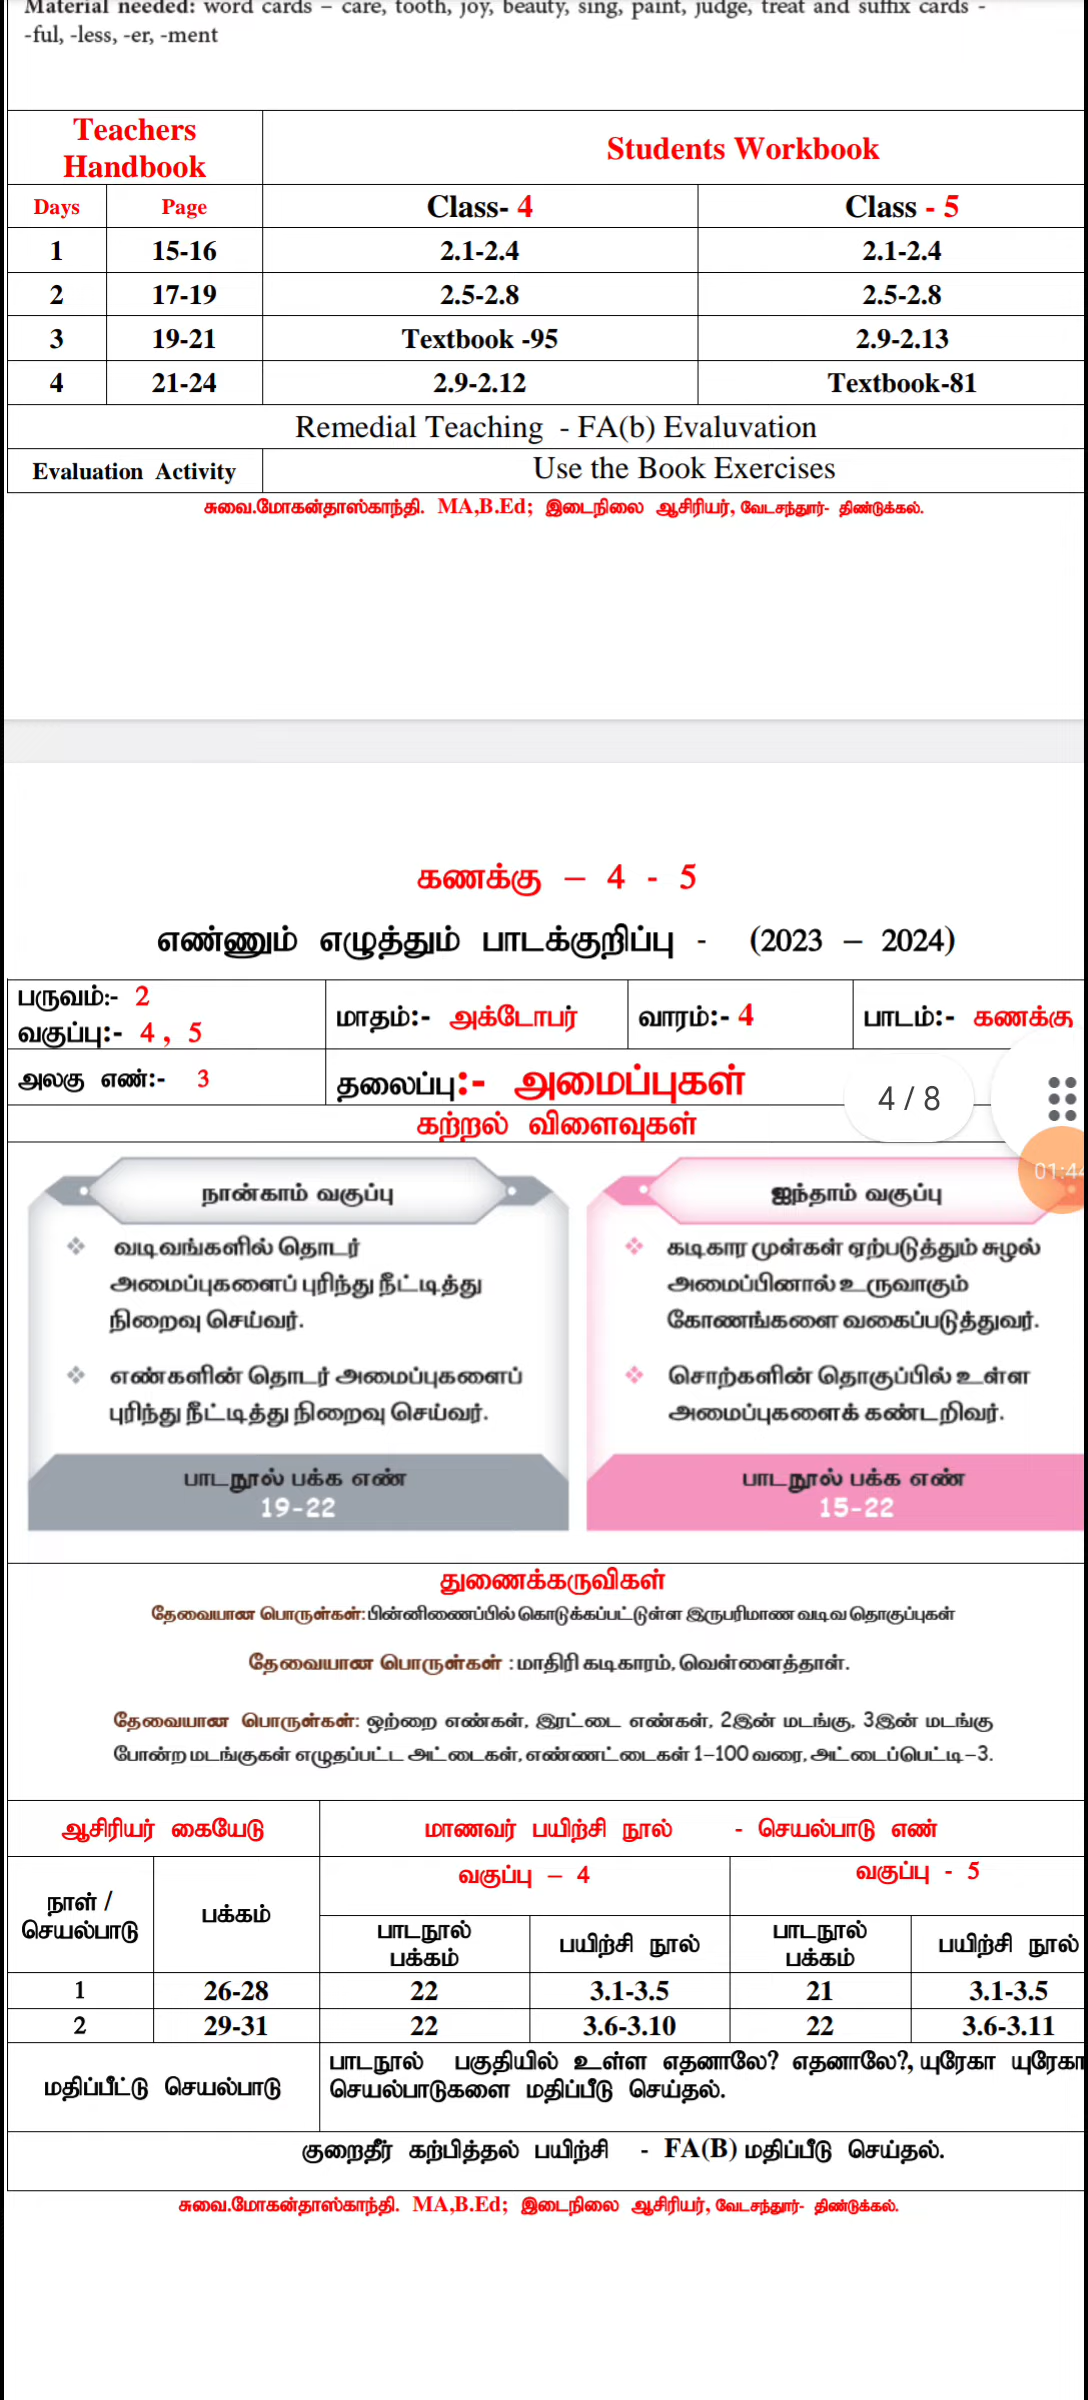 Material needed: word cards – care, tooth, joy, beauty, sing, paint, judge, treat and suffix cards -
-ful, -less, -er, -ment
Teachers Handbook Students Workbook
Days Page Class- 4 Class - 5
1 15-16 2.1-2.4 2.1-2.4
2 17-19 2.5-2.8 2.5-2.8
3 19-21 Textbook -95 2.9-2.13
4 21-24 2.9-2.12 Textbook-81
Remedial Teaching - FA(b) Evaluvation
Evaluation Activity Use the Book Exercises
சுவை.மோகன்தாஸ்காந்தி. MA,B.Ed; இடைநிலை ஆசிரியர், வேடசந்தூர்- திண்டுக்கல்.
கணக்கு – 4 - 5
எண்ணும் எழுத்தும் பாடக்குறிப்பு - (2023 – 2024)
பருவம்:- 2
வகுப்பு:- 4 , 5
மாதம்:- அக்டோபர் வாரம்:- 4 பாடம்:- கணக்கு
அலகு எண்:- 3 தலைப்பு:- அமைப்புகள்
4 / 8
கற்றல் விளைவுகள்
01:44
நான்காம் வகுப்பு
❖ வடிவங்களில் தொடர்
அமைப்புகளைப் புரிந்து நீட்டித்து
நிறைவு செய்வர்.
❖ எண்களின் தொடர் அமைப்புகளைப்
புரிந்து நீட்டித்து நிறைவு செய்வர்.
பாடநூல் பக்க எண்
19-22
ஐந்தாம் வகுப்பு
❖ கடிகார முள்கள் ஏற்படுத்தும் சுழல்
அமைப்பினால் உருவாகும்
கோணங்களை வகைப்படுத்துவர்.
❖ சொற்களின் தொகுப்பில் உள்ள
அமைப்புகளைக் கண்டறிவர்.
பாடநூல் பக்க எண்
15-22
துணைக்கருவிகள்
தேவையான பொருள்கள்: பின்னிணைப்பில் கொடுக்கப்பட்டுள்ள இருபரிமாண வடிவ தொகுப்புகள்
தேவையான பொருள்கள் : மாதிரி கடிகாரம், வெள்ளைத்தாள்.
தேவையான பொருள்கள்: ஒற்றை எண்கள், இரட்டை எண்கள், 2இன் மடங்கு, 3இன் மடங்கு
போன்ற மடங்குகள் எழுதப்பட்ட அட்டைகள், எண்ணட்டைகள் 1–100 வரை, அட்டைப்பெட்டி –3.
ஆசிரியர் கையேடு மாணவர் பயிற்சி நூல் - செயல்பாடு எண்
நாள் / செயல்பாடு பக்கம் வகுப்பு – 4 வகுப்பு - 5
பாடநூல் பக்கம் பயிற்சி நூல் பாடநூல் பக்கம் பயிற்சி நூல்
1 26-28 22 3.1-3.5 21 3.1-3.5
2 29-31 22 3.6-3.10 22 3.6-3.11
மதிப்பீட்டு செயல்பாடு
பாடநூல் பகுதியில் உள்ள எதனாலே? எதனாலே?, யுரேகா யுரேகா
செயல்பாடுகளை மதிப்பீடு செய்தல்.
குறைதீர் கற்பித்தல் பயிற்சி - FA(B) மதிப்பீடு செய்தல்.
சுவை.மோகன்தாஸ்காந்தி. MA,B.Ed; இடைநிலை ஆசிரியர், வேடசந்தூர்- திண்டுக்கல்.